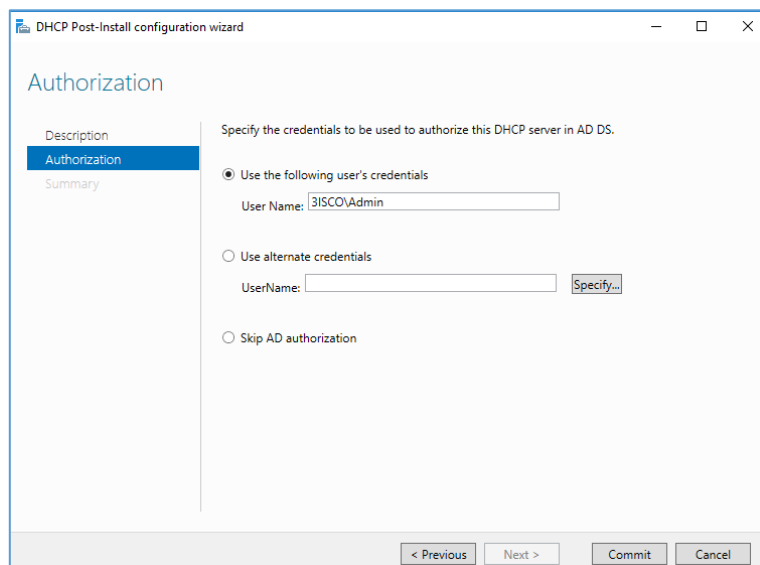 DHCP Post-Install configuration wizard
Authorization
Description
Authorization
Summary
Specify the credentials to be used to authorize this DHCP server in AD DS.
Use the following user's credentials
User Name: 3ISCO\Admin
Use alternate credentials
UserName:
Specify...
Skip AD authorization
< Previous
Next >
Commit
Cancel